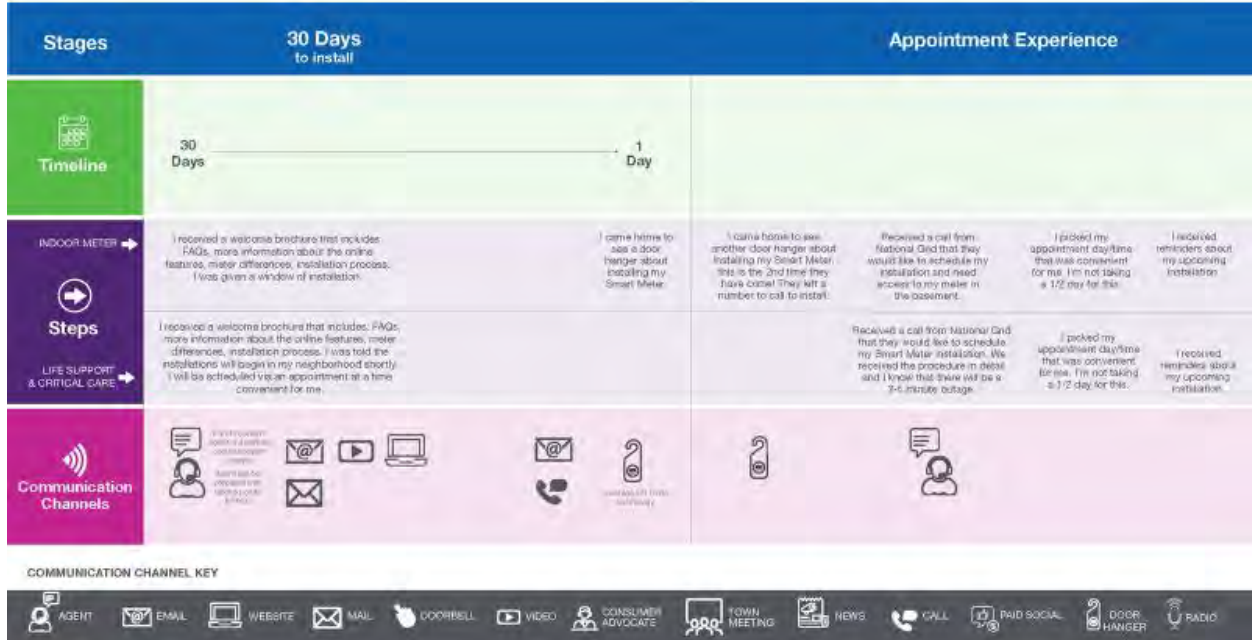 Stages
30 Days
to install
Appointment Experience
Timeline
30
Days
1
Day
INDOOR METER
Steps
LIFE SUPPORT
& CRITICAL CARE
I received a welcome brochure that includes
FAQs, more information about the online
features, meter differences, installation process.
I was given a window of installation.
I came home to
see a door
hanger about
installing my
Smart Meter
I came home to see
another door hanger about
installing my Smart Meter,
this is the 2nd time they
have come! They left a
number to call to install.
Received a call from
National Grid that they
would like to schedule my
installation and need
access to my meter in
the basement.
I picked my
appointment day/time
that was convenient
for me. I'm not taking
a 1/2 day for this.
I received
reminders about
my upcoming
installation
I received a welcome brochure that includes, FAQs,
more information about the online features, meter
differences, installation process. I was told the
installations will begin in my neighborhood shortly.
I will be scheduled via an appointment at a time
convenient for me.
Received a call from National Grid
that they would like to schedule
my Smart Meter installation. We
received the procedure in detail
and I know that there will be a
outage.
I picked my
appointment day/time
that was convenient
for me. I'm not taking
a 1/2 day for this.
I received
reminders about
my upcoming
installation.
Communication
Channels
COMMUNICATION CHANNEL KEY
AGENT
EMAIL
WEBSITE
MAIL
DOORBELL
VIDEO
CONSUMER
ADVOCATE
TOWN
MEETING
NEWS
CALL
PAID SOCIAL
DOOR
HANGER
RADIO